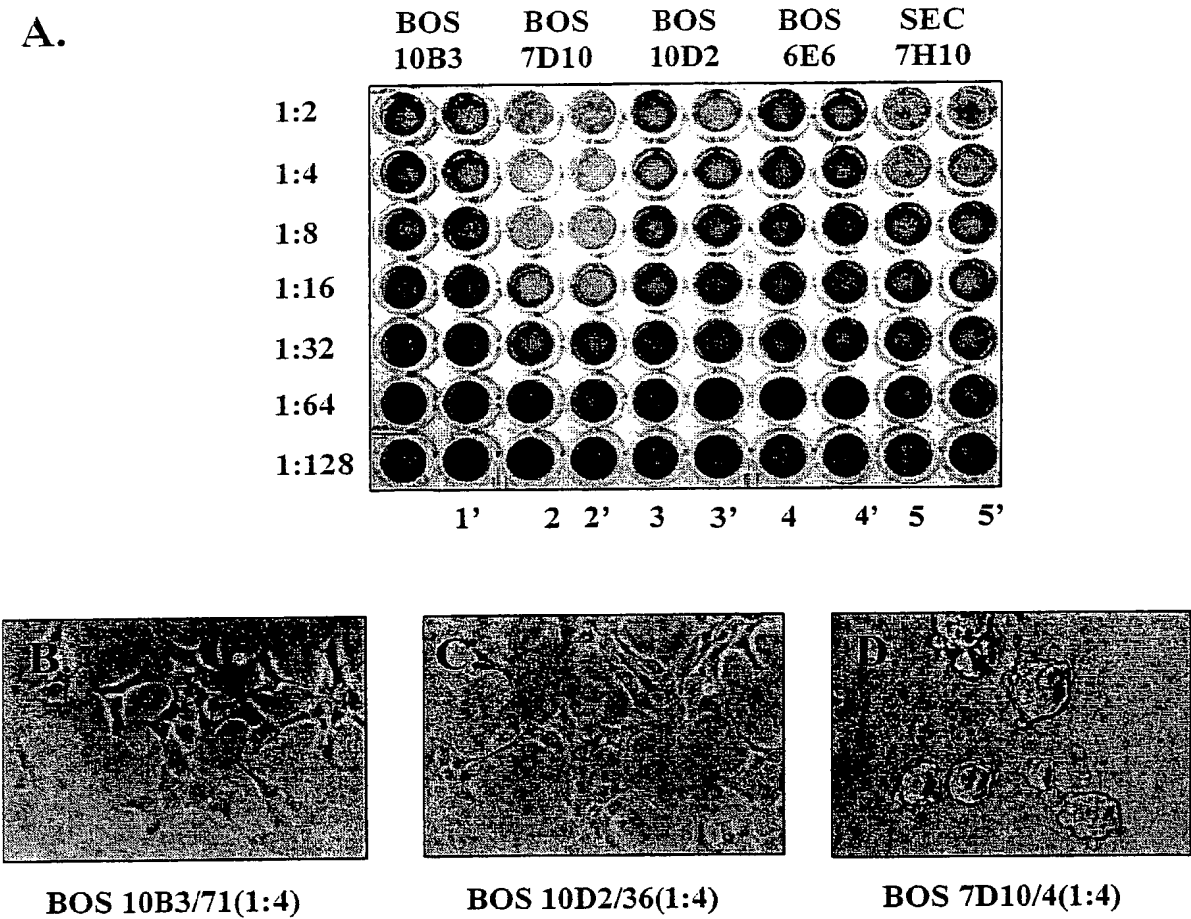 A.
BOS BOS BOS BOS SEC
10B3 7D10 10D2 6E6 7H10
1:2
1:4
1:8
1:16
1:32
1:64
1:128
1' 2 2' 3 3' 4 4' 5 5'
B C D
BOS 10B3/71(1:4) BOS 10D2/36(1:4) BOS 7D10/4(1:4)